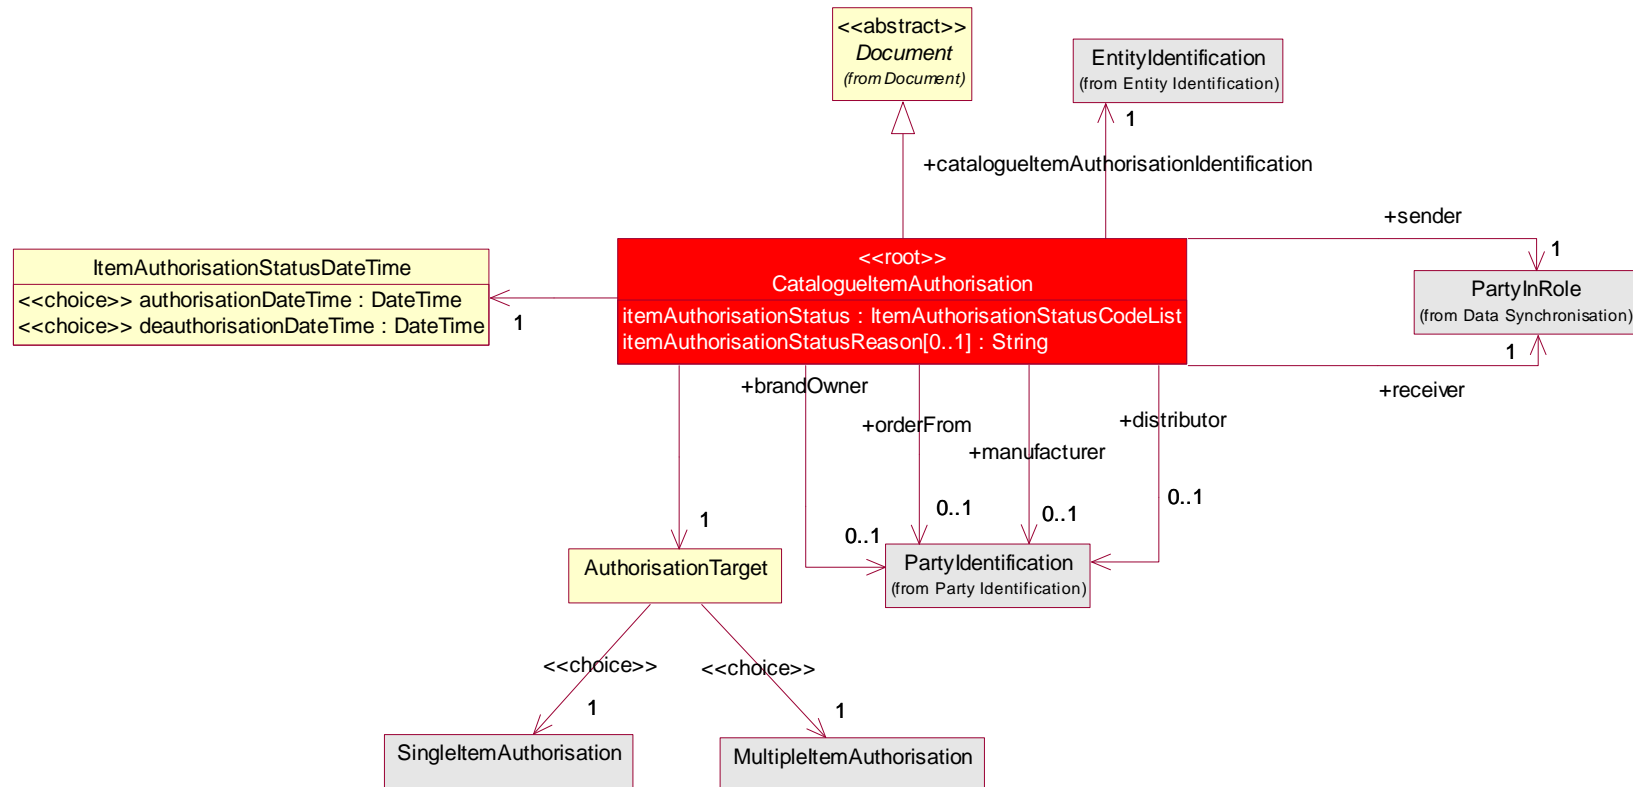 <<abstract>>
Document
(from Document)
EntityIdentification
(from Entity Identification)
1
+catalogueItemAuthorisationIdentification
+sender
1
<<root>>
CatalogueItemAuthorisation
itemAuthorisationStatus : ItemAuthorisationStatusCodeList
itemAuthorisationStatusReason[0..1] : String
ItemAuthorisationStatusDateTime
<<choice>> authorisationDateTime : DateTime
<<choice>> deauthorisationDateTime : DateTime
1
PartyInRole
(from Data Synchronisation)
1
+receiver
+brandOwner
+orderFrom
+manufacturer
+distributor
1
0..1
0..1
0..1
0..1
AuthorisationTarget
PartyIdentification
(from Party Identification)
<<choice>>
<<choice>>
1
1
SingleItemAuthorisation
MultipleItemAuthorisation